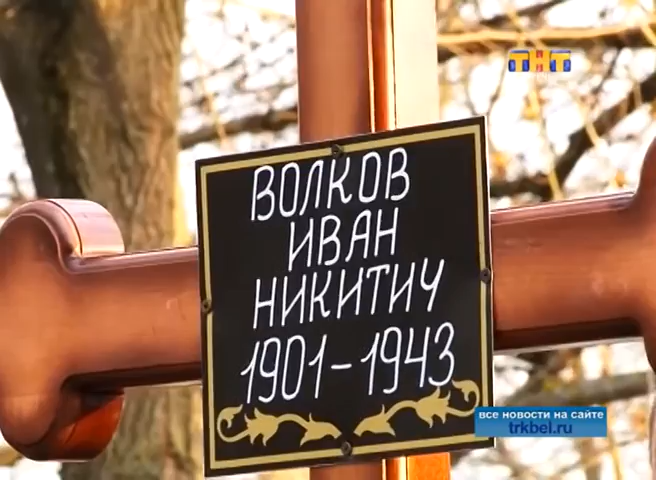 ТНТ
ВОЛКОВ
ИВАН
НИКИТИЧ
1901-1943
все новости на сайте
trkbel.ru